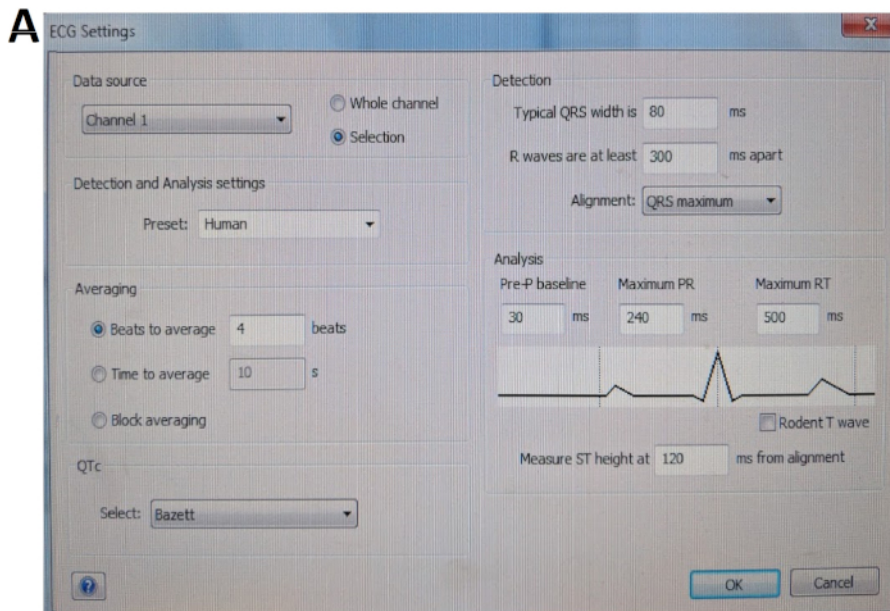 A
ECG Settings
X
Data source
Channel 1
Whole channel
Selection
Detection and Analysis settings
Preset: Human
Averaging
Beats to average 4 beats
Time to average 10 s
Block averaging
QTc
Select: Bazett
?
Detection
Typical QRS width is 80 ms
R waves are at least 300 ms apart
Alignment: QRS maximum
Analysis
Pre-P baseline Maximum PR Maximum RT
30 ms 240 ms 500 ms
Rodent T wave
Measure ST height at 120 ms from alignment
OK Cancel